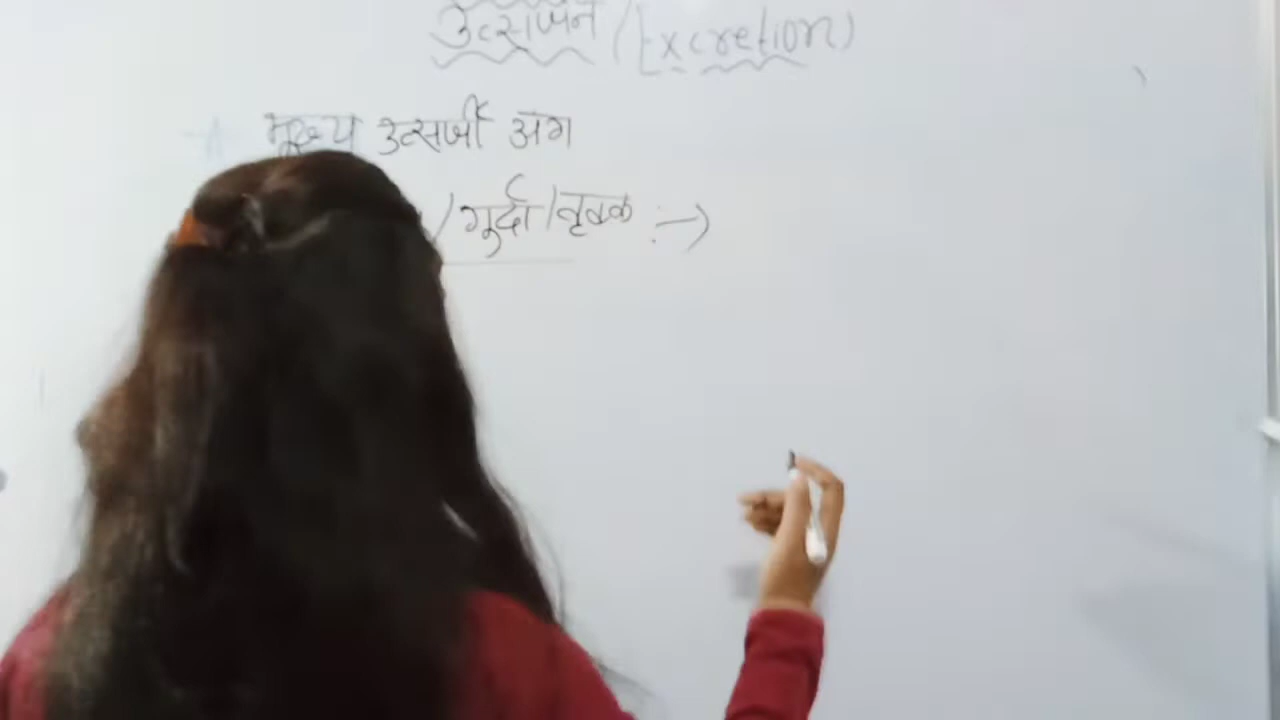 उत्सर्जन / (Excretion)
मुख्य उत्सर्जी अंग
/ गुर्दा / वृक्क :→